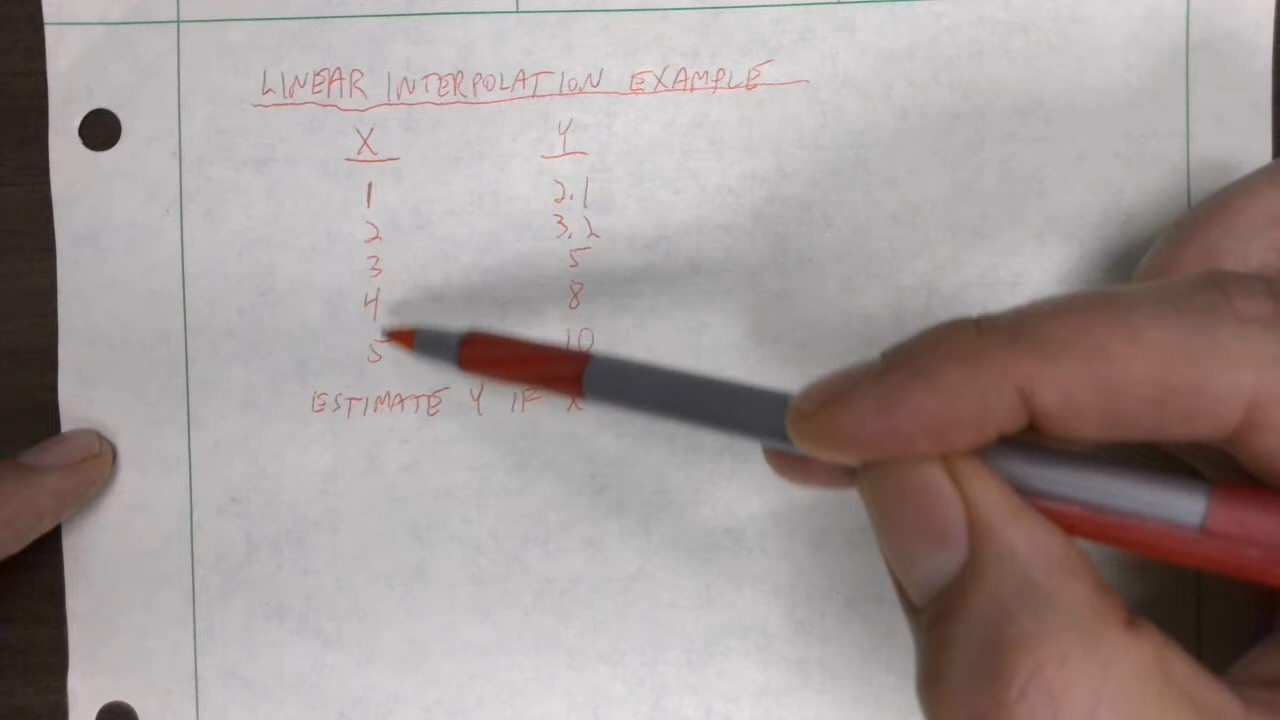 LINEAR INTERPOLATION EXAMPLE
X Y
1 2.1
2 3.2
3 5
4 8
5 10
ESTIMATE Y IF X